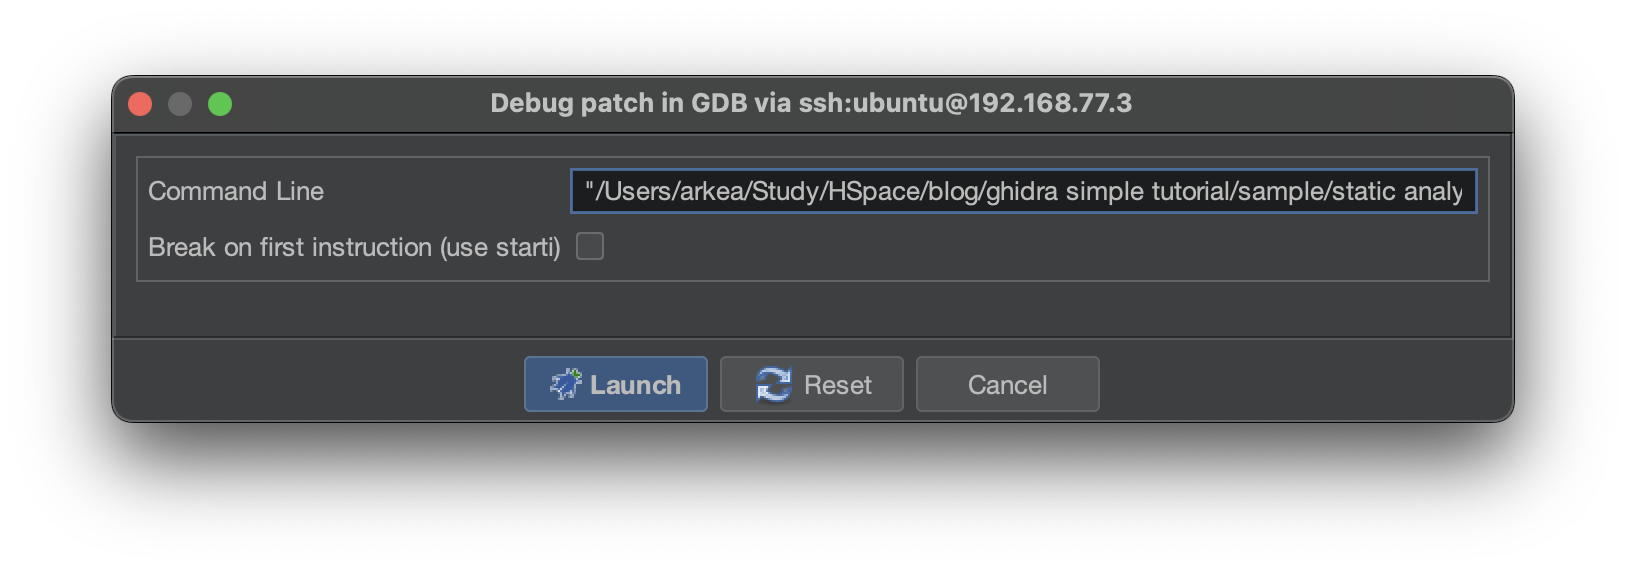 Debug patch in GDB via ssh:ubuntu@192.168.77.3
Command Line "/Users/arkea/Study/HSpace/blog/ghidra simple tutorial/sample/static analy
Break on first instruction (use starti)
Launch Reset Cancel